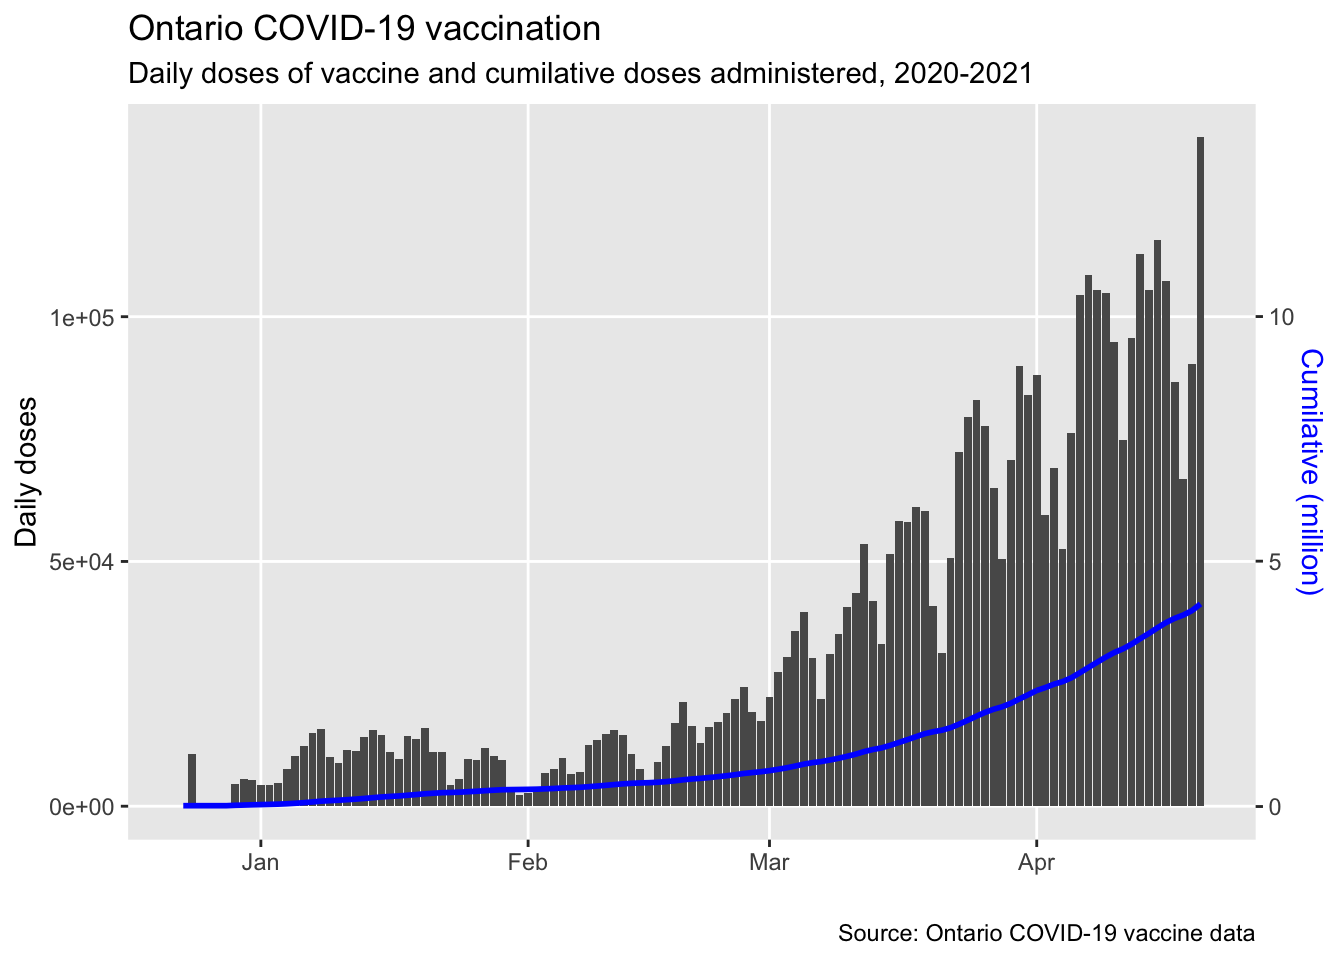 Ontario COVID-19 vaccination
Daily doses of vaccine and cumilative doses administered, 2020-2021
Daily doses
1e+05
5e+04
0e+00
10
5
0
Cumilative (million)
Jan
Feb
Mar
Apr
Source: Ontario COVID-19 vaccine data